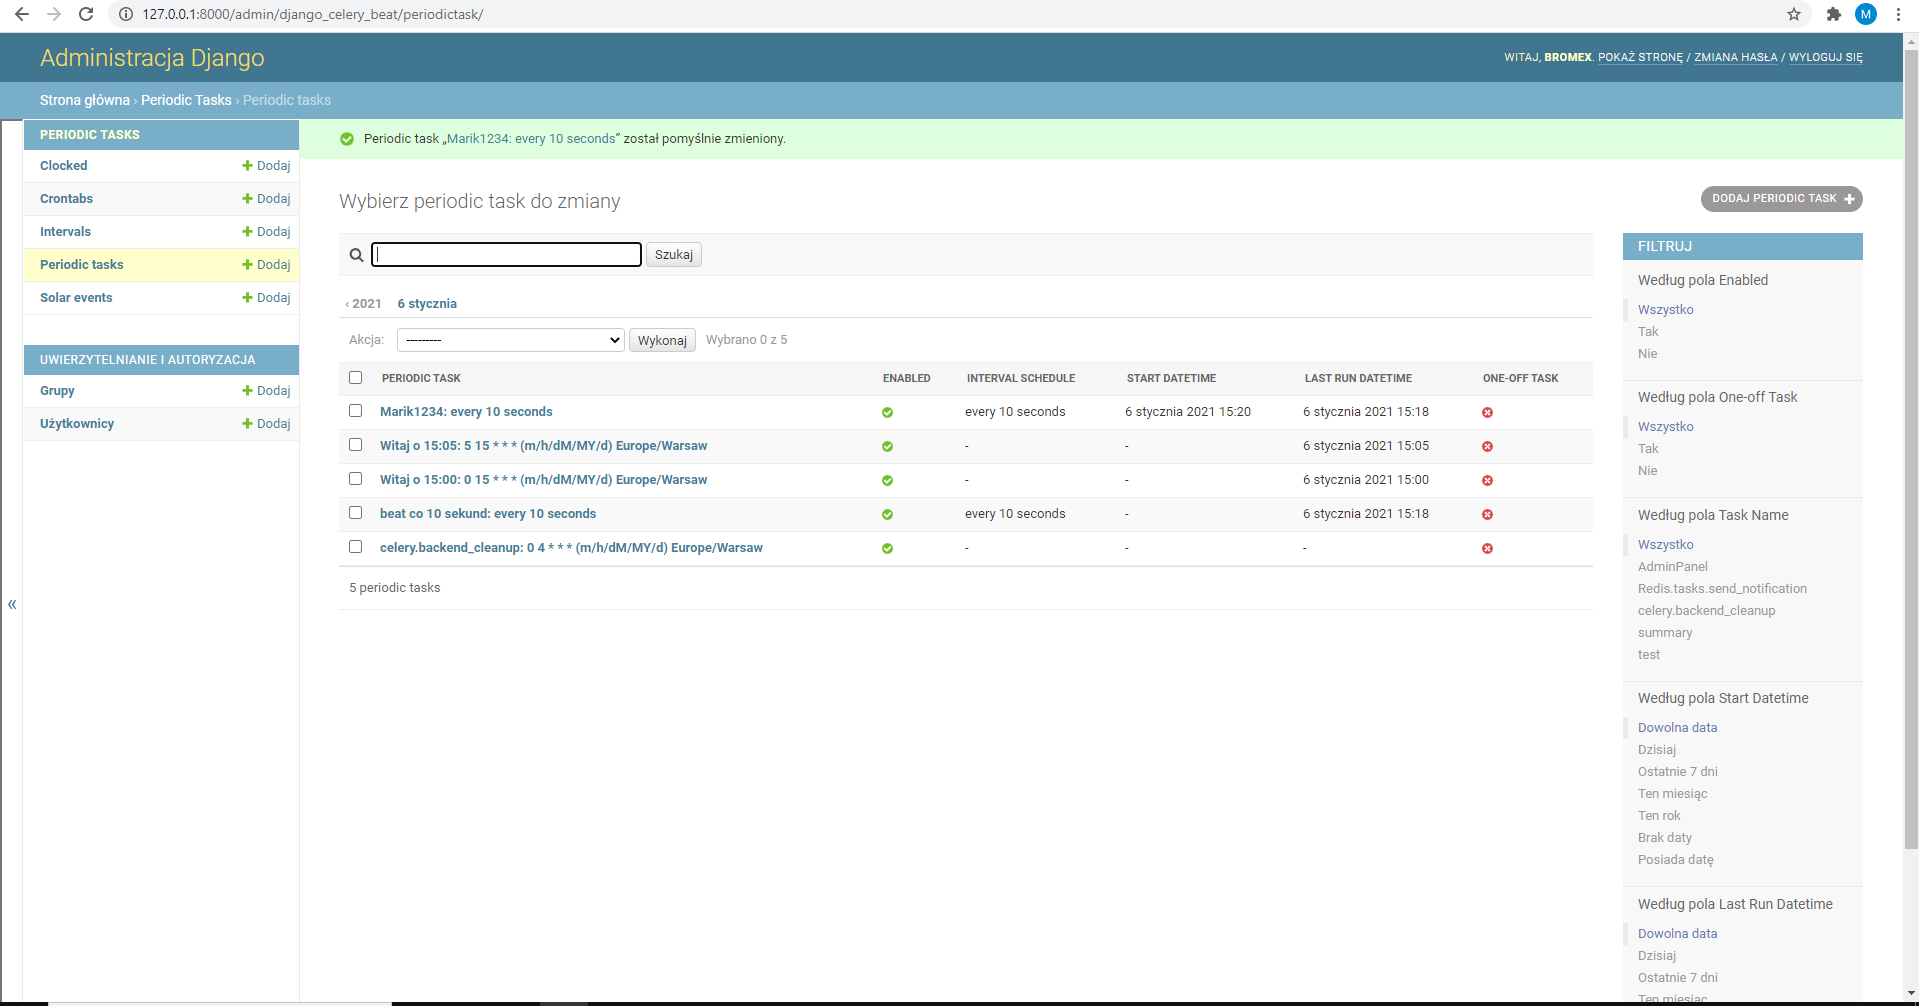 127.0.0.1:8000/admin/django_celery_beat/periodictask/
M
Administracja Django
WITAJ, BROMEX. POKAŻ STRONĘ / ZMIANA HASŁA / WYLOGUJ SIĘ
Strona główna › Periodic Tasks › Periodic tasks
PERIODIC TASKS
Clocked Dodaj
Crontabs Dodaj
Intervals Dodaj
Periodic tasks Dodaj
Solar events Dodaj
UWIERZYTELNIANIE I AUTORYZACJA
Grupy Dodaj
Użytkownicy Dodaj
«
Periodic task „Marik1234: every 10 seconds” został pomyślnie zmieniony.
Wybierz periodic task do zmiany
DODAJ PERIODIC TASK
Szukaj
‹ 2021 6 stycznia
Akcja: --------- Wykonaj Wybrano 0 z 5
PERIODIC TASK ENABLED INTERVAL SCHEDULE START DATETIME LAST RUN DATETIME ONE-OFF TASK
Marik1234: every 10 seconds every 10 seconds 6 stycznia 2021 15:20 6 stycznia 2021 15:18
Witaj o 15:05: 5 15 * * * (m/h/dM/MY/d) Europe/Warsaw - - 6 stycznia 2021 15:05
Witaj o 15:00: 0 15 * * * (m/h/dM/MY/d) Europe/Warsaw - - 6 stycznia 2021 15:00
beat co 10 sekund: every 10 seconds every 10 seconds - 6 stycznia 2021 15:18
celery.backend_cleanup: 0 4 * * * (m/h/dM/MY/d) Europe/Warsaw - - -
5 periodic tasks
FILTRUJ
Według pola Enabled
Wszystko
Tak
Nie
Według pola One-off Task
Wszystko
Tak
Nie
Według pola Task Name
Wszystko
AdminPanel
Redis.tasks.send_notification
celery.backend_cleanup
summary
test
Według pola Start Datetime
Dowolna data
Dzisiaj
Ostatnie 7 dni
Ten miesiąc
Ten rok
Brak daty
Posiada datę
Według pola Last Run Datetime
Dowolna data
Dzisiaj
Ostatnie 7 dni
Ten miesiąc